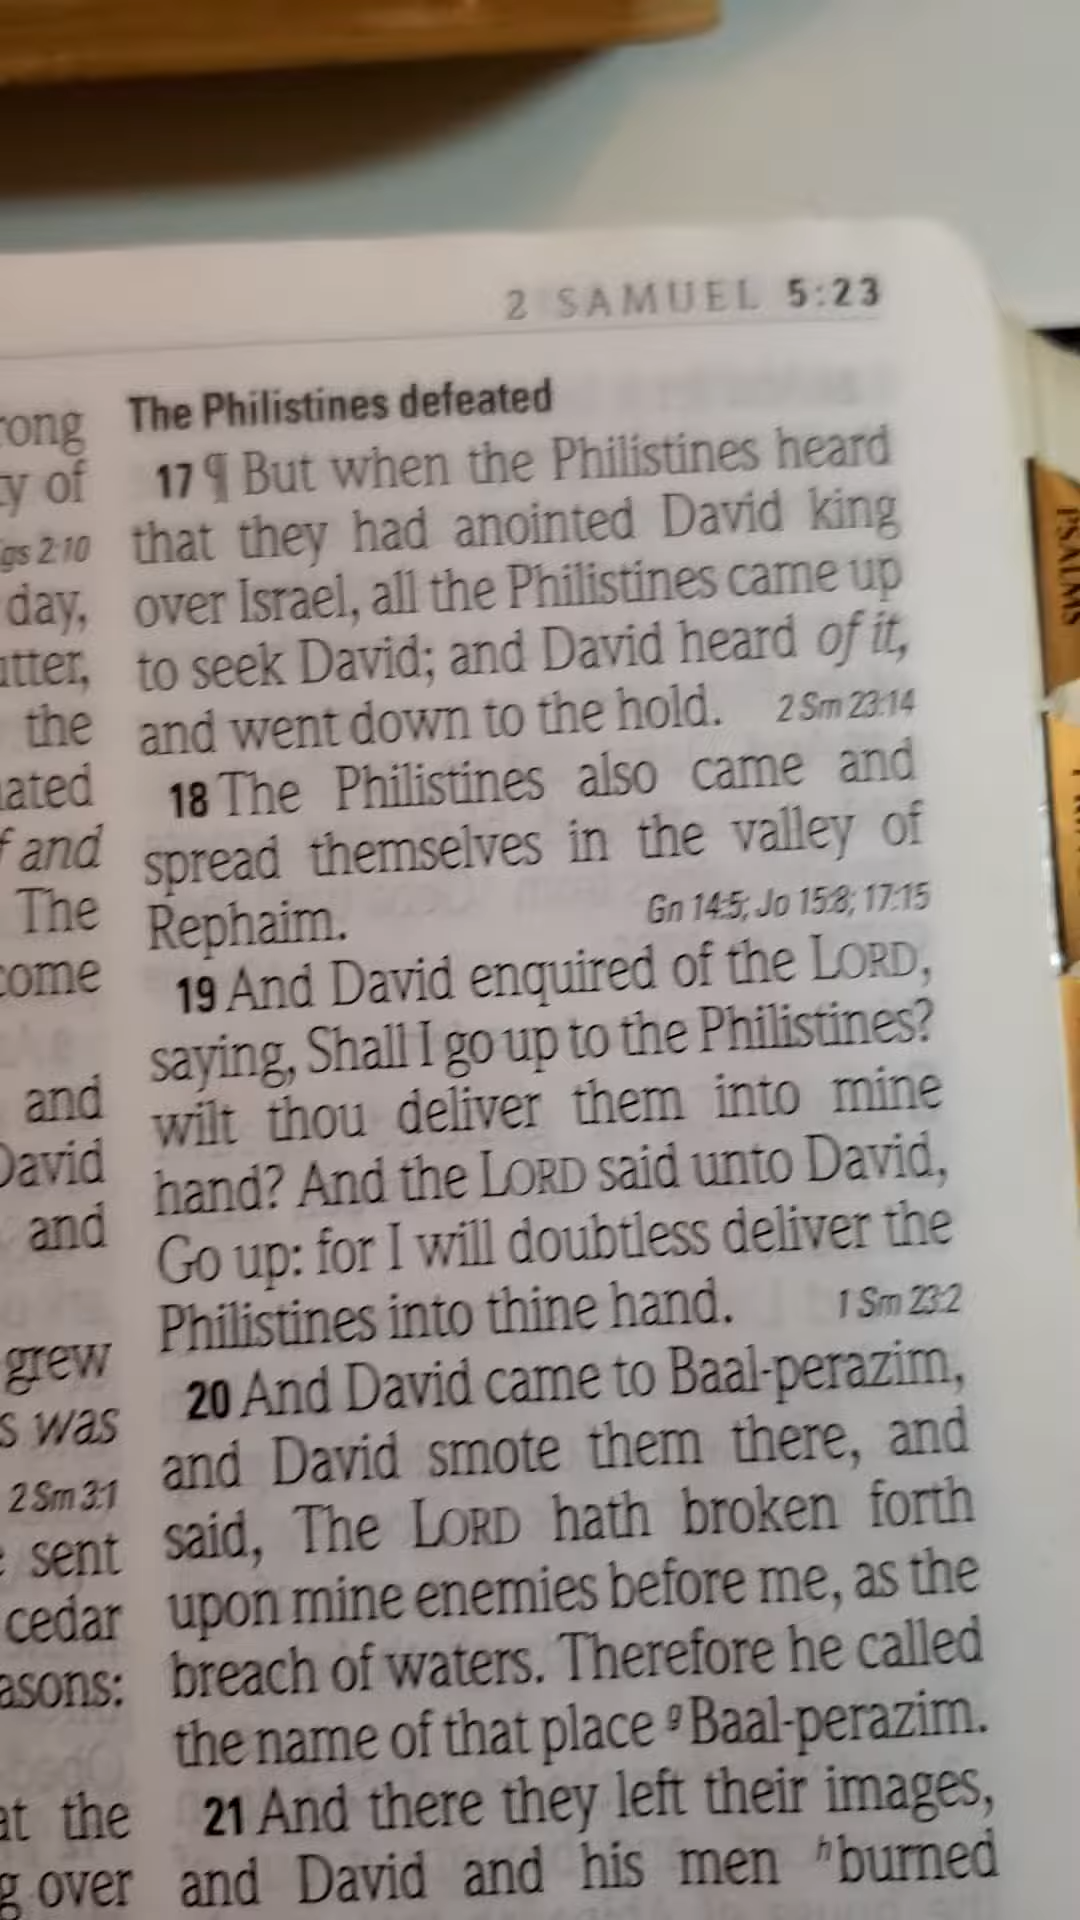 2 SAMUEL 5:23
rong
y of
gs 2:10
day,
utter,
the
nated
f and
The
come
and
David
and
grew
s was
2 Sm 3:1
sent
cedar
asons:
at the
g over
The Philistines defeated
17 ¶ But when the Philistines heard
that they had anointed David king
over Israel, all the Philistines came up
to seek David; and David heard of it,
and went down to the hold. 2 Sm 23:14
18 The Philistines also came and
spread themselves in the valley of
Rephaim. Gn 14:5; Jo 15:8; 17:15
19 And David enquired of the LORD,
saying, Shall I go up to the Philistines?
wilt thou deliver them into mine
hand? And the LORD said unto David,
Go up: for I will doubtless deliver the
Philistines into thine hand. 1 Sm 23:2
20 And David came to Baal-perazim,
and David smote them there, and
said, The LORD hath broken forth
upon mine enemies before me, as the
breach of waters. Therefore he called
the name of that place g Baal-perazim.
21 And there they left their images,
and David and his men h burned
PSALMS